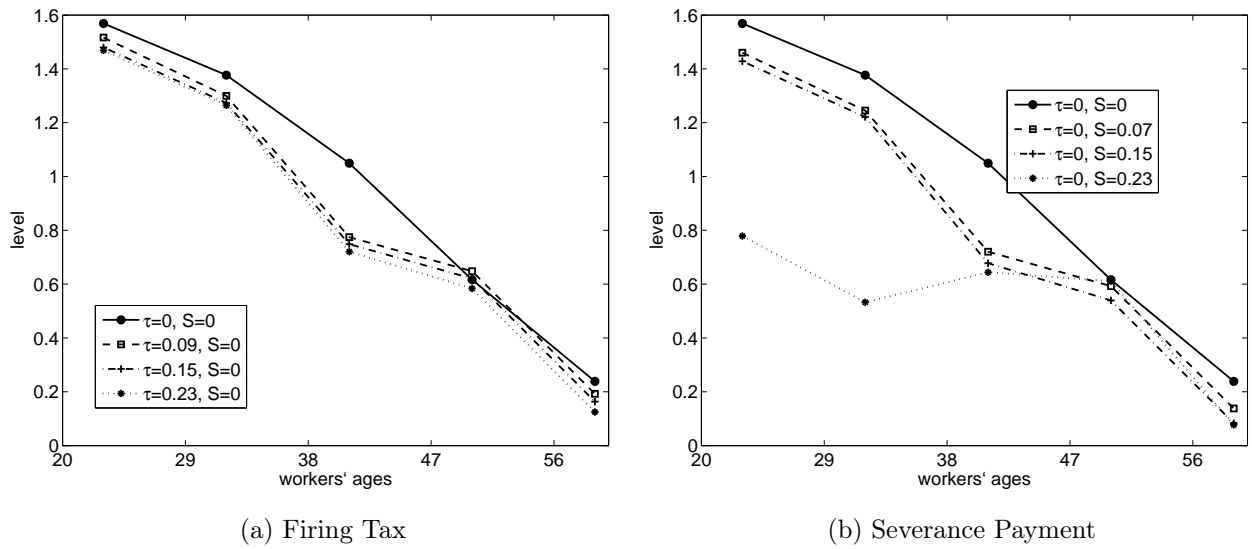 1.6
1.4
1.2
1
0.8
0.6
0.4
0.2
0
level
20
29
38
47
56
workers‘ ages
τ=0, S=0
τ=0.09, S=0
τ=0.15, S=0
τ=0.23, S=0
(a) Firing Tax
1.6
1.4
1.2
1
0.8
0.6
0.4
0.2
0
level
20
29
38
47
56
workers‘ ages
τ=0, S=0
τ=0, S=0.07
τ=0, S=0.15
τ=0, S=0.23
(b) Severance Payment